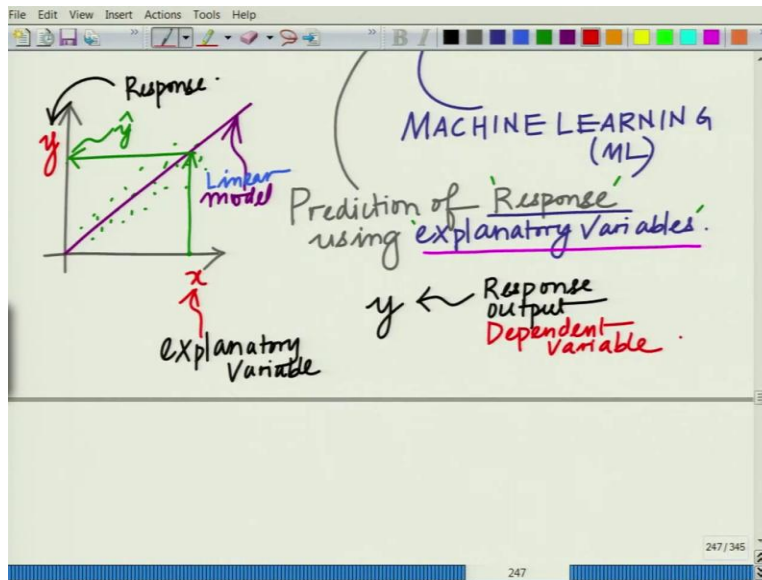 File Edit View Insert Actions Tools Help
Response.
y
ŷ
MACHINE LEARNING
(ML)
Linear
model
Prediction of 'Response'
using 'explanatory Variables'.
x
explanatory
Variable
y ← Response
output
Dependent
Variable.
247/345
247